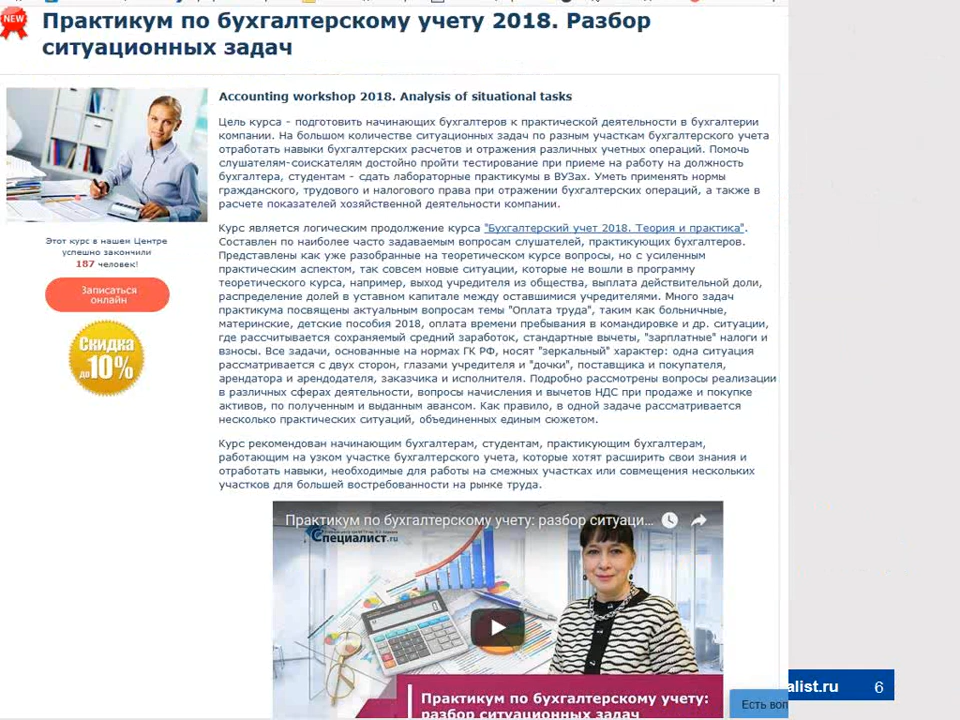 NEW
Практикум по бухгалтерскому учету 2018. Разбор
ситуационных задач
Accounting workshop 2018. Analysis of situational tasks
Цель курса - подготовить начинающих бухгалтеров к практической деятельности в бухгалтерии
компании. На большом количестве ситуационных задач по разным участкам бухгалтерского учета
отработать навыки бухгалтерских расчетов и отражения различных учетных операций. Помочь
слушателям-соискателям достойно пройти тестирование при приеме на работу на должность
бухгалтера, студентам - сдать лабораторные практикумы в ВУЗах. Уметь применять нормы
гражданского, трудового и налогового права при отражении бухгалтерских операций, а также в
расчете показателей хозяйственной деятельности компании.
Этот курс в нашем Центре
успешно закончили
187 человек!
Записаться
онлайн
Скидка
до 10%
Курс является логическим продолжение курса "Бухгалтерский учет 2018. Теория и практика".
Составлен по наиболее часто задаваемым вопросам слушателей, практикующих бухгалтеров.
Представлены как уже разобранные на теоретическом курсе вопросы, но с усиленным
практическим аспектом, так совсем новые ситуации, которые не вошли в программу
теоретического курса, например, выход учредителя из общества, выплата действительной доли,
распределение долей в уставном капитале между оставшимися учредителями. Много задач
практикума посвящены актуальным вопросам темы "Оплата труда", таким как больничные,
материнские, детские пособия 2018, оплата времени пребывания в командировке и др. ситуации,
где рассчитывается сохраняемый средний заработок, стандартные вычеты, "зарплатные" налоги и
взносы. Все задачи, основанные на нормах ГК РФ, носят "зеркальный" характер: одна ситуация
рассматривается с двух сторон, глазами учредителя и "дочки", поставщика и покупателя,
арендатора и арендодателя, заказчика и исполнителя. Подробно рассмотрены вопросы реализации
в различных сферах деятельности, вопросы начисления и вычетов НДС при продаже и покупке
активов, по полученным и выданным авансом. Как правило, в одной задаче рассматривается
несколько практических ситуаций, объединенных единым сюжетом.
Курс рекомендован начинающим бухгалтерам, студентам, практикующим бухгалтерам,
работающим на узком участке бухгалтерского учета, которые хотят расширить свои знания и
отработать навыки, необходимые для работы на смежных участках или совмещения нескольких
участков для большей востребованности на рынке труда.
Практикум по бухгалтерскому учету: разбор ситуаци...
Специалист.ru
Практикум по бухгалтерскому учету:
разбор ситуационных задач
Есть воп
alist.ru 6